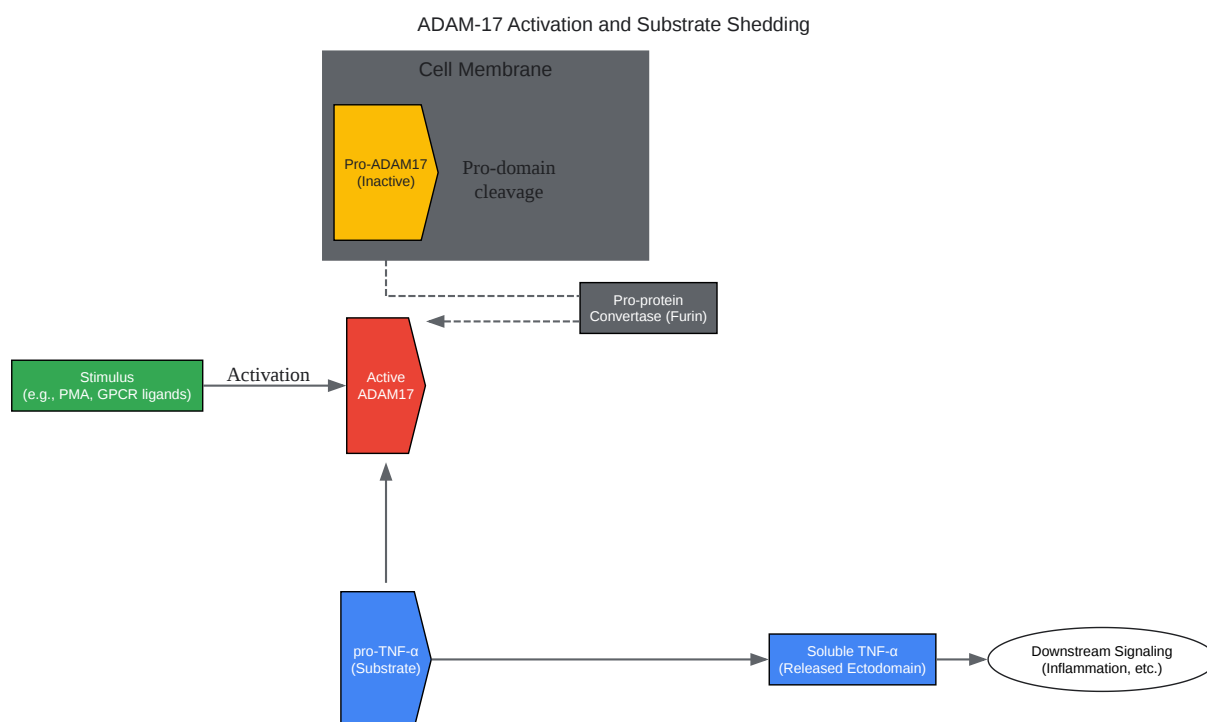 ADAM-17 Activation and Substrate Shedding
Cell Membrane
Pro-ADAM17
(Inactive)
Pro-domain
cleavage
Pro-protein
Convertase (Furin)
Stimulus
(e.g., PMA, GPCR ligands)
Activation
Active
ADAM17
pro-TNF-α
(Substrate)
Soluble TNF-α
(Released Ectodomain)
Downstream Signaling
(Inflammation, etc.)